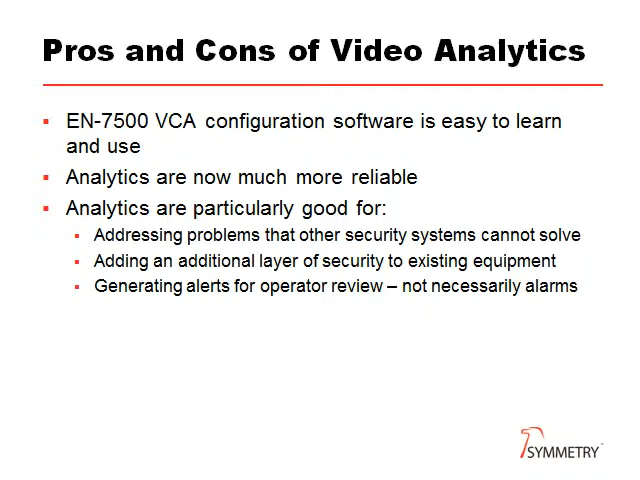 Pros and Cons of Video Analytics
EN-7500 VCA configuration software is easy to learn
and use
Analytics are now much more reliable
Analytics are particularly good for:
Addressing problems that other security systems cannot solve
Adding an additional layer of security to existing equipment
Generating alerts for operator review – not necessarily alarms
SYMMETRY™